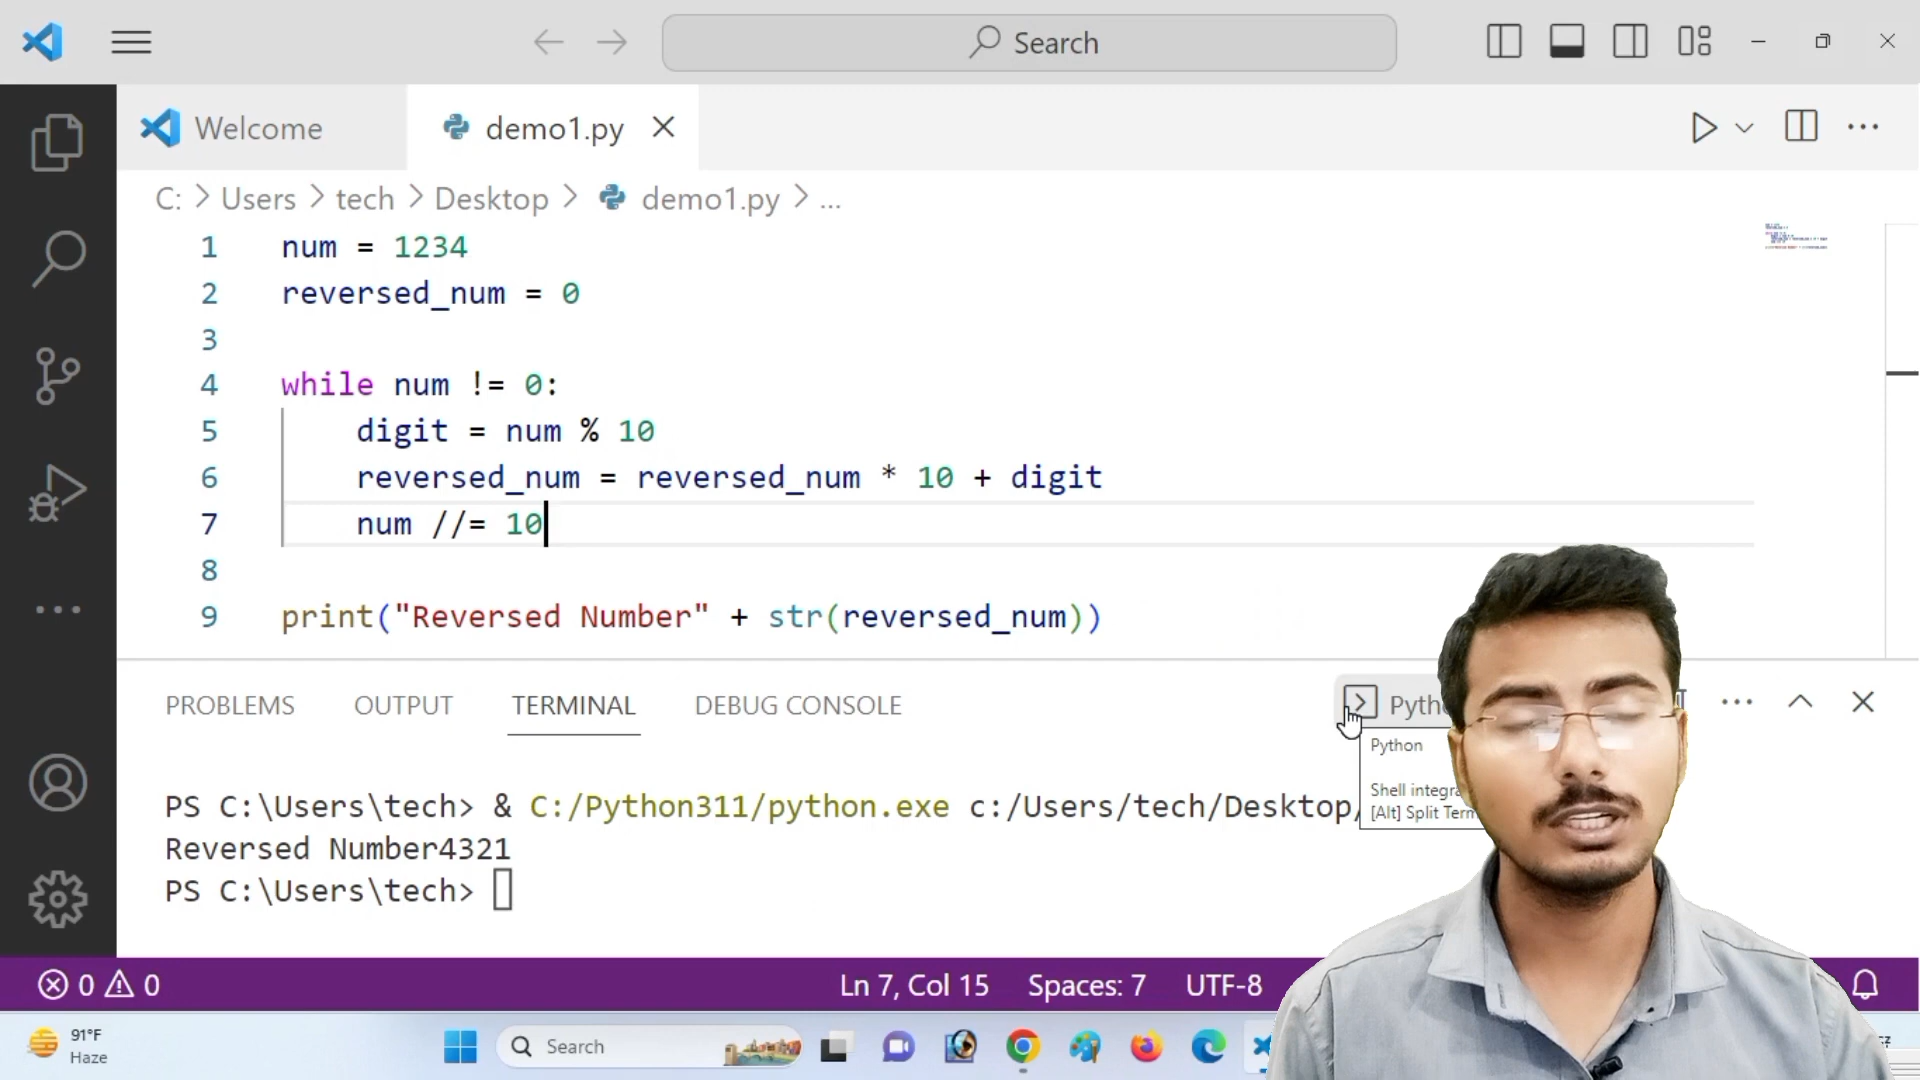 Search
Welcome
demo1.py
C: > Users > tech > Desktop > demo1.py > ...
1 num = 1234
2 reversed_num = 0
3
4 while num != 0:
5 digit = num % 10
6 reversed_num = reversed_num * 10 + digit
7 num //= 10
8
9 print("Reversed Number" + str(reversed_num))
PROBLEMS OUTPUT TERMINAL DEBUG CONSOLE
Python
Shell
[Alt] Split
PS C:\Users\tech> & C:/Python311/python.exe c:/Users/tech/Desktop/
Reversed Number4321
PS C:\Users\tech>
0 0 Ln 7, Col 15 Spaces: 7 UTF-8
91°F
Haze
Search